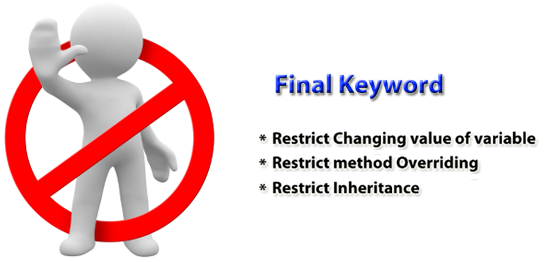 Final Keyword
* Restrict Changing value of variable
* Restrict method Overriding
* Restrict Inheritance